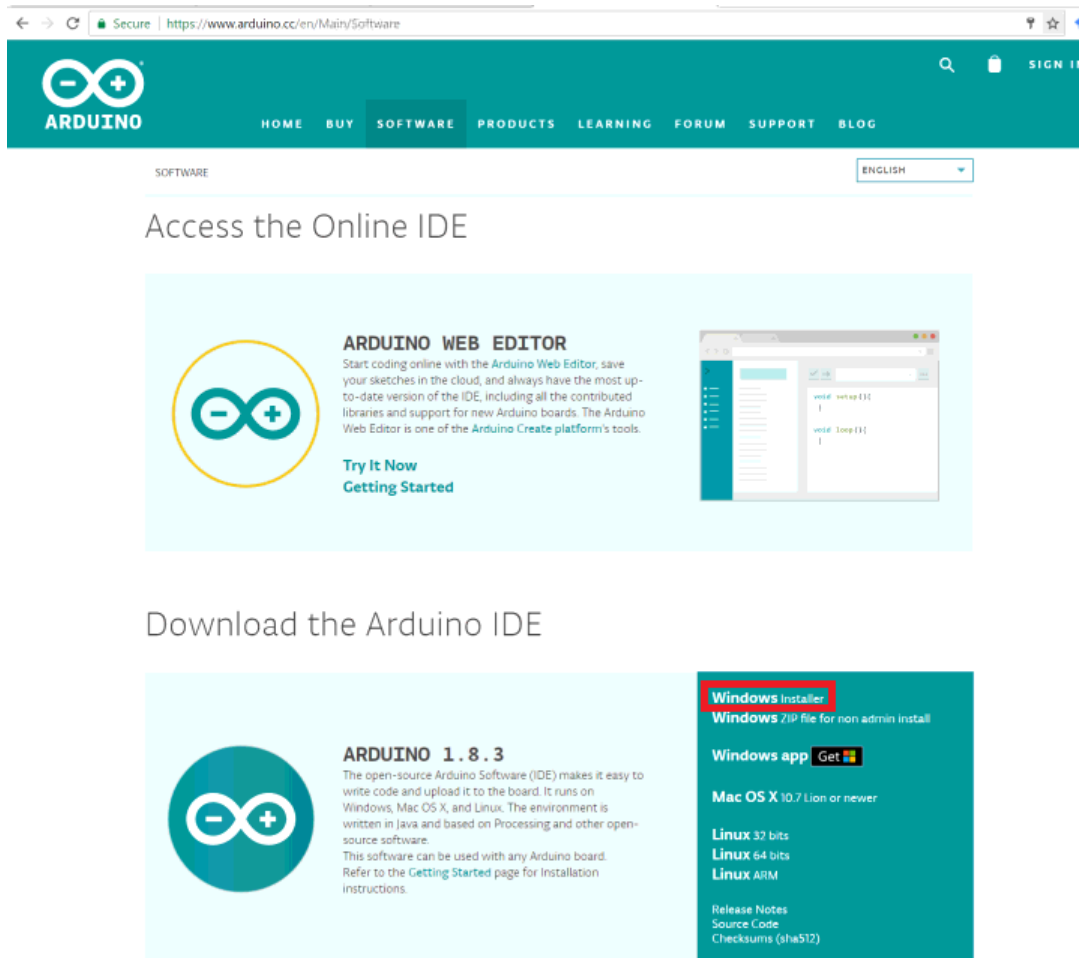 Secure | https://www.arduino.cc/en/Main/Software
SIGN IN
ARDUINO
HOME BUY SOFTWARE PRODUCTS LEARNING FORUM SUPPORT BLOG
SOFTWARE
ENGLISH
Access the Online IDE
ARDUINO WEB EDITOR
Start coding online with the Arduino Web Editor, save
your sketches in the cloud, and always have the most up-
to-date version of the IDE, including all the contributed
libraries and support for new Arduino boards. The Arduino
Web Editor is one of the Arduino Create platform's tools.
Try It Now
Getting Started
void setup(){
}
void loop(){
}
Download the Arduino IDE
ARDUINO 1.8.3
The open-source Arduino Software (IDE) makes it easy to
write code and upload it to the board. It runs on
Windows, Mac OS X, and Linux. The environment is
written in Java and based on Processing and other open-
source software.
This software can be used with any Arduino board.
Refer to the Getting Started page for Installation
instructions.
Windows Installer
Windows ZIP file for non admin install
Windows app Get
Mac OS X 10.7 Lion or newer
Linux 32 bits
Linux 64 bits
Linux ARM
Release Notes
Source Code
Checksums (sha512)